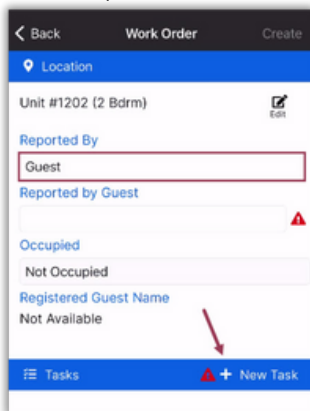 Back Work Order Create
Location
Unit #1202 (2 Bdrm)
Edit
Reported By
Guest
Reported by Guest
Occupied
Not Occupied
Registered Guest Name
Not Available
Tasks + New Task